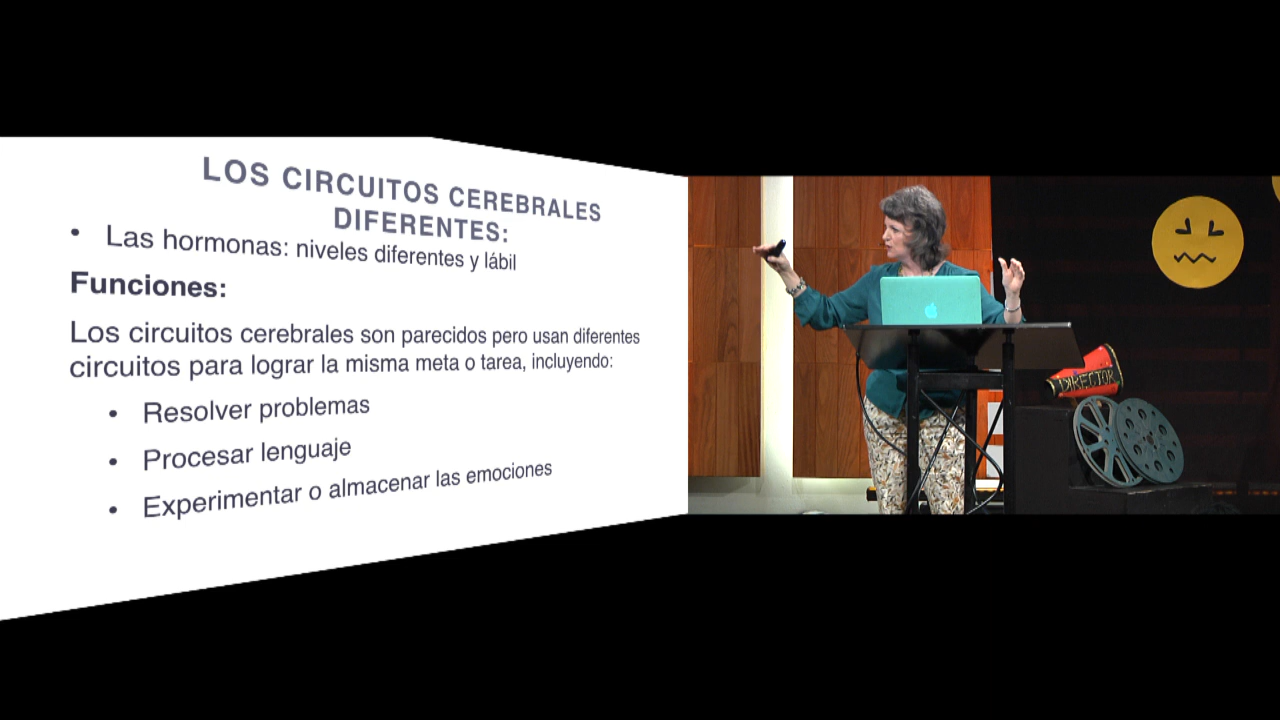 LOS CIRCUITOS CEREBRALES
DIFERENTES:
• Las hormonas: niveles diferentes y lábil
Funciones:
Los circuitos cerebrales son parecidos pero usan diferentes
circuitos para lograr la misma meta o tarea, incluyendo:
• Resolver problemas
• Procesar lenguaje
• Experimentar o almacenar las emociones
DIRECTOR